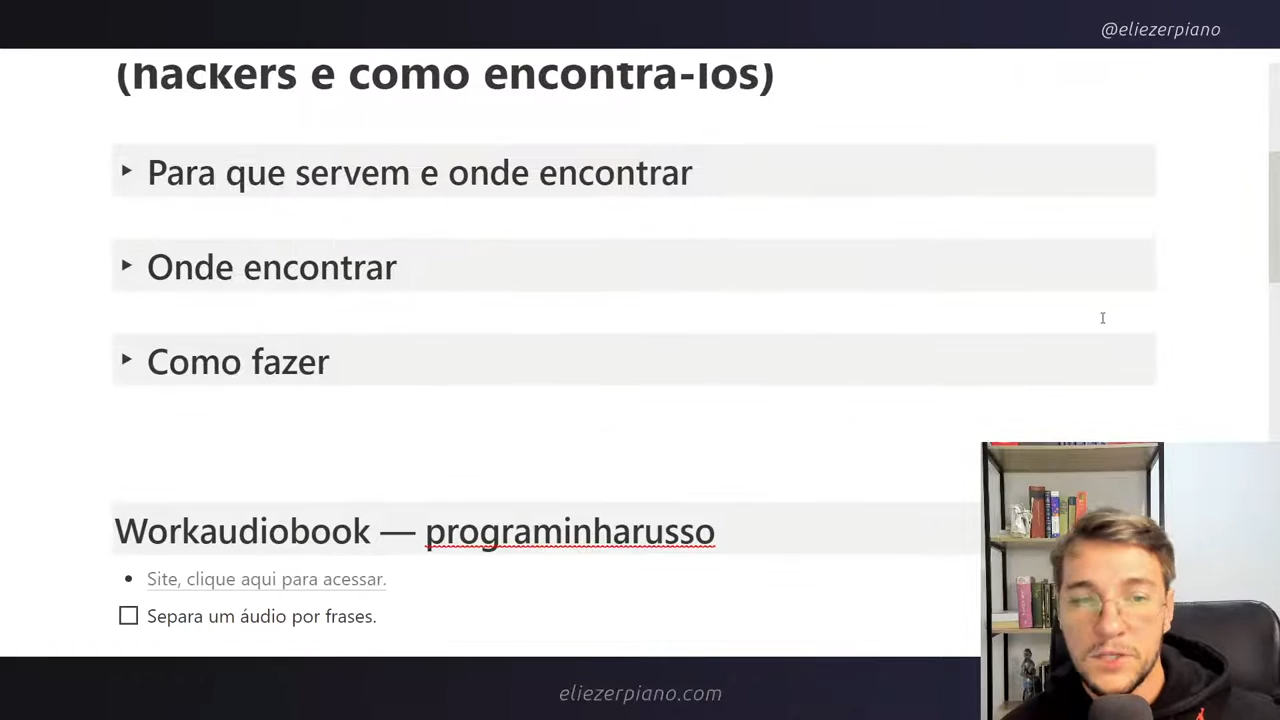 @eliezerpiano
(hackers e como encontrá-los)
Para que servem e onde encontrar
Onde encontrar
Como fazer
Workaudiobook — programinharusso
Site, clique aqui para acessar.
Separa um áudio por frases.
eliezerpiano.com